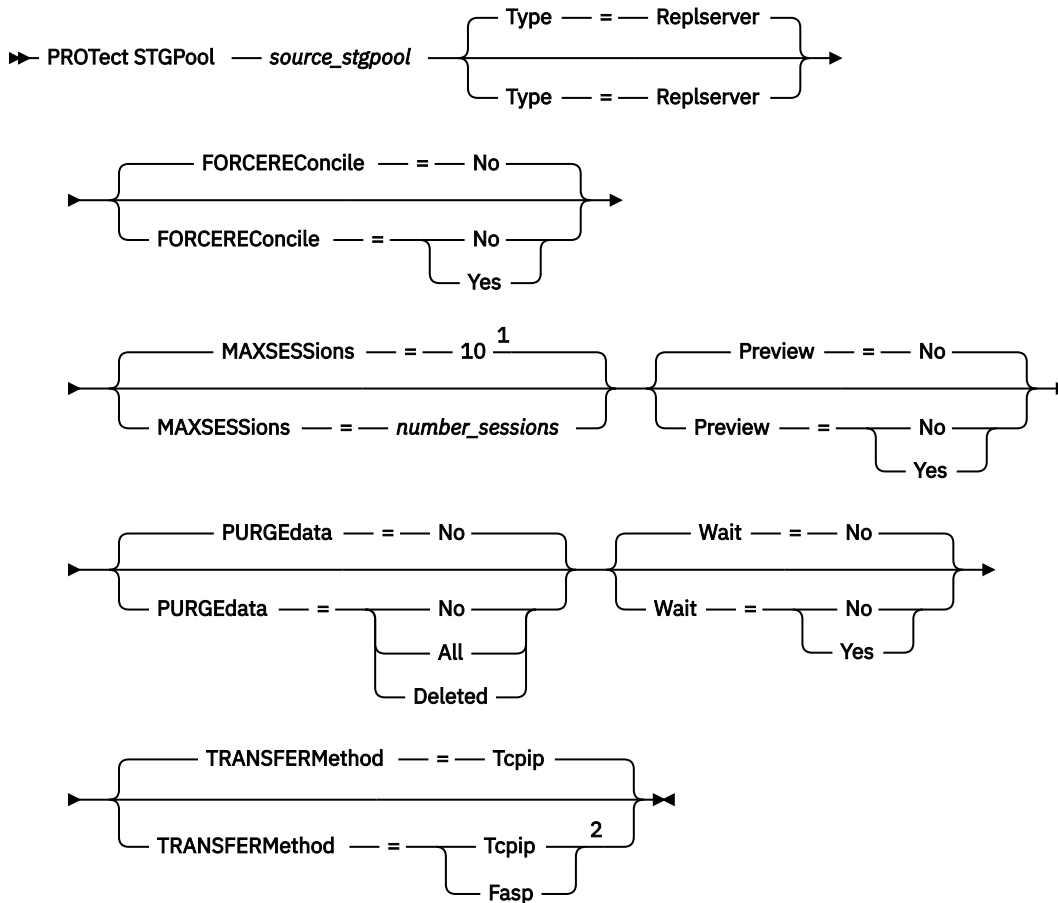 Type = Replserver
PROTect STGPool source_stgpool
Type = Replserver
FORCEREConcile = No
FORCEREConcile = No
Yes
MAXSESSions = 10 1
Preview = No
MAXSESSions = number_sessions
Preview = No
Yes
PURGEdata = No
Wait = No
PURGEdata = No
Wait = No
All
Yes
Deleted
TRANSFERMethod = Tcpip
TRANSFERMethod = Tcpip 2
Fasp